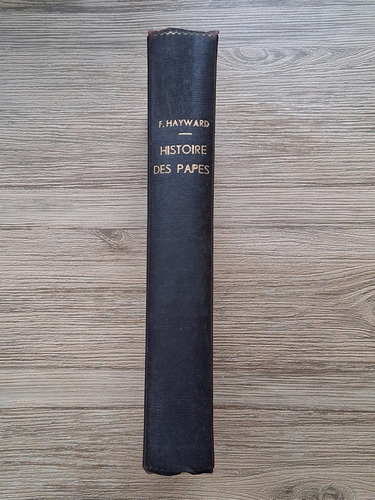 F. HAYWARD
HISTOIRE
DES PAPES